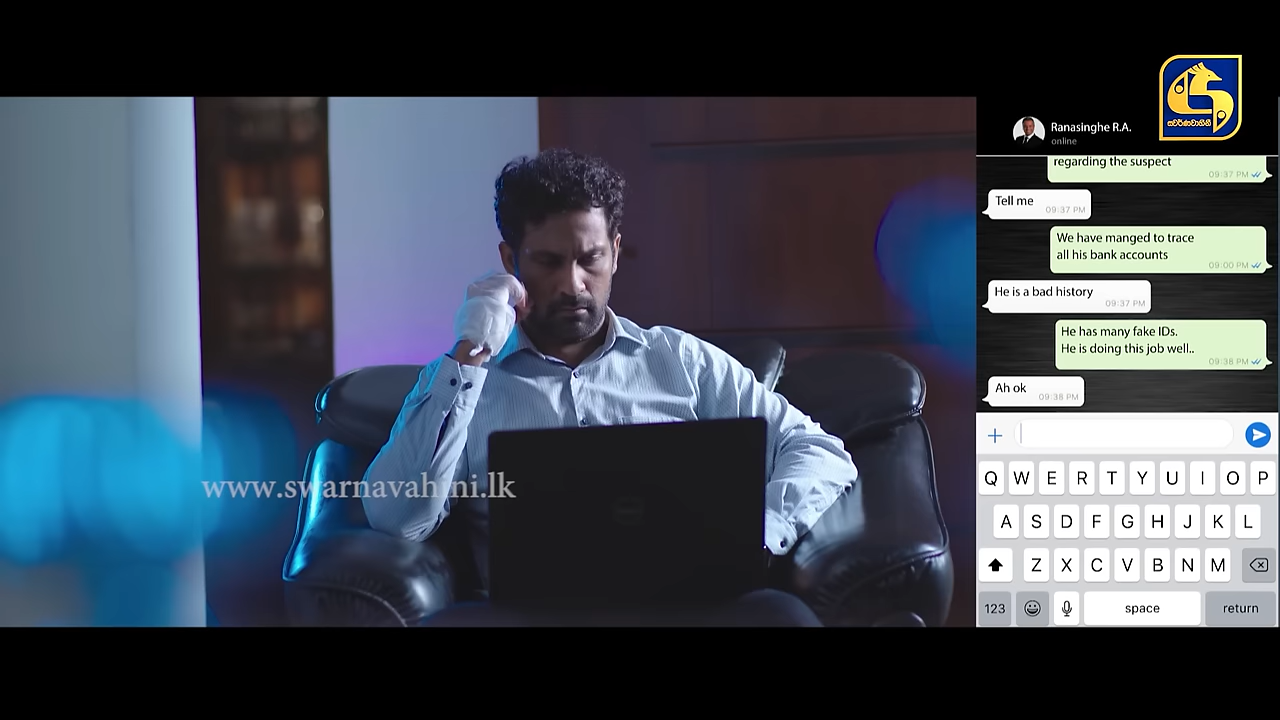 සවර්ණවාහිනී
Ranasinghe R.A.
online
regarding the suspect
09:37 PM
Tell me
09:37 PM
We have manged to trace
all his bank accounts
09:00 PM
He is a bad history
09:37 PM
He has many fake IDs.
He is doing this job well..
09:38 PM
Ah ok
09:38 PM
www.swarnavahini.lk
Q W E R T Y U I O P
A S D F G H J K L
Z X C V B N M
123 space return